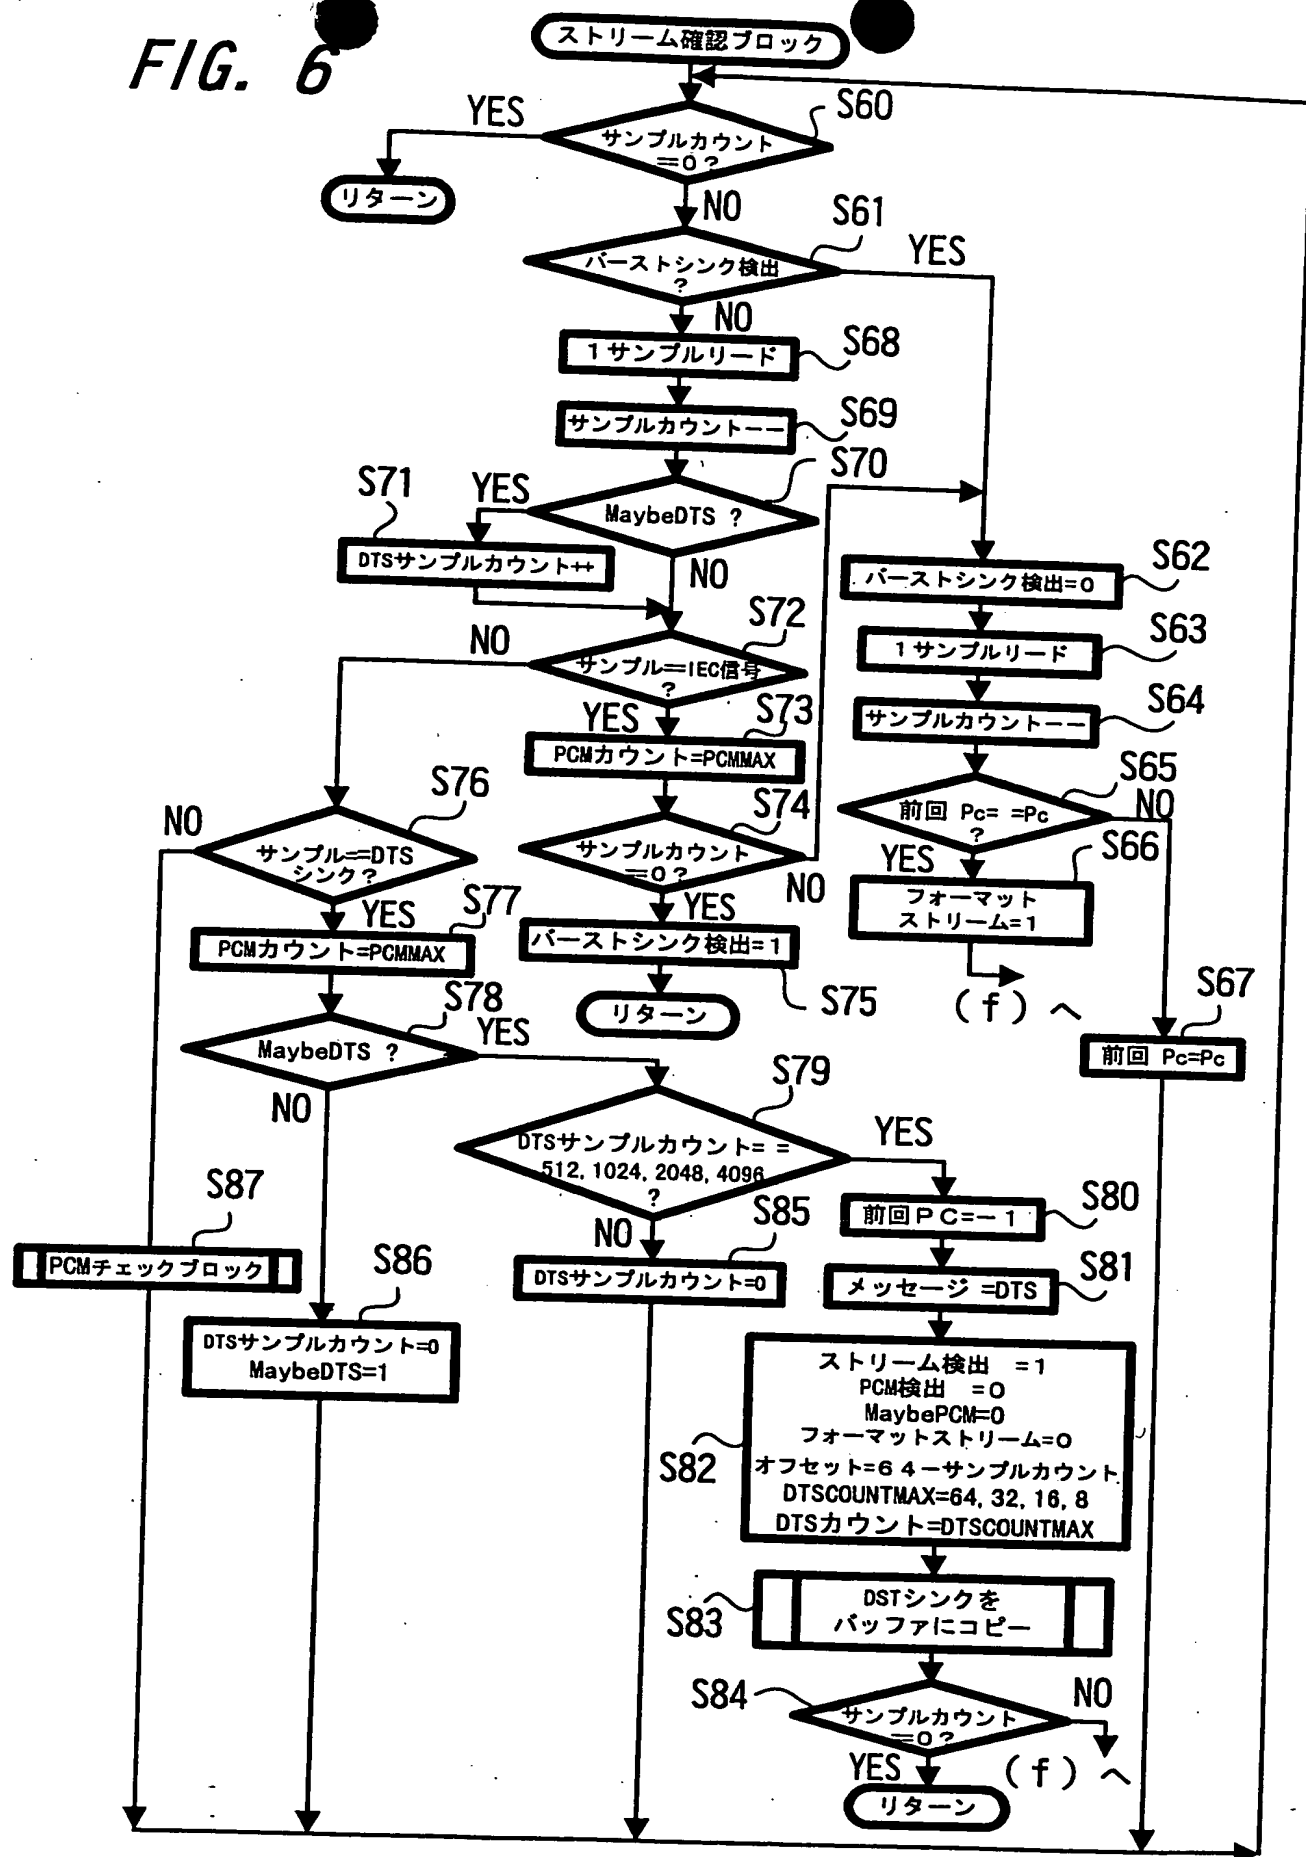 FIG. 6
ストリーム確認ブロック
S60
YES
サンプルカウント
==0?
リターン
NO
S61
YES
バーストシンク検出
?
NO
1サンプルリード
S68
サンプルカウント--
S69
S70
S71
YES
MaybeDTS ?
DTSサンプルカウント++
NO
S72
NO
サンプル==IEC信号
?
YES
S73
PCMカウント=PCMMAX
S74
サンプルカウント
==0?
NO
YES
バーストシンク検出=1
S75
リターン
S62
バーストシンク検出=0
S63
1サンプルリード
S64
サンプルカウント--
S65
前回 Pc= =Pc
?
NO
YES
S66
フォーマット
ストリーム=1
(f)へ
S67
前回 Pc=Pc
S76
NO
サンプル==DTS
シンク?
YES
S77
PCMカウント=PCMMAX
S78
YES
MaybeDTS ?
NO
S79
DTSサンプルカウント= =
512, 1024, 2048, 4096
?
YES
NO
S85
DTSサンプルカウント=0
S80
前回PC=-1
S81
メッセージ =DTS
S87
PCMチェックブロック
S86
DTSサンプルカウント=0
MaybeDTS=1
ストリーム検出 =1
PCM検出 =0
MaybePCM=0
フォーマットストリーム=0
オフセット=64-サンプルカウント
DTSCOUNTMAX=64, 32, 16, 8
DTSカウント=DTSCOUNTMAX
S82
DSTシンクを
バッファにコピー
S83
S84
サンプルカウント
==0?
NO
YES
(f)へ
リターン